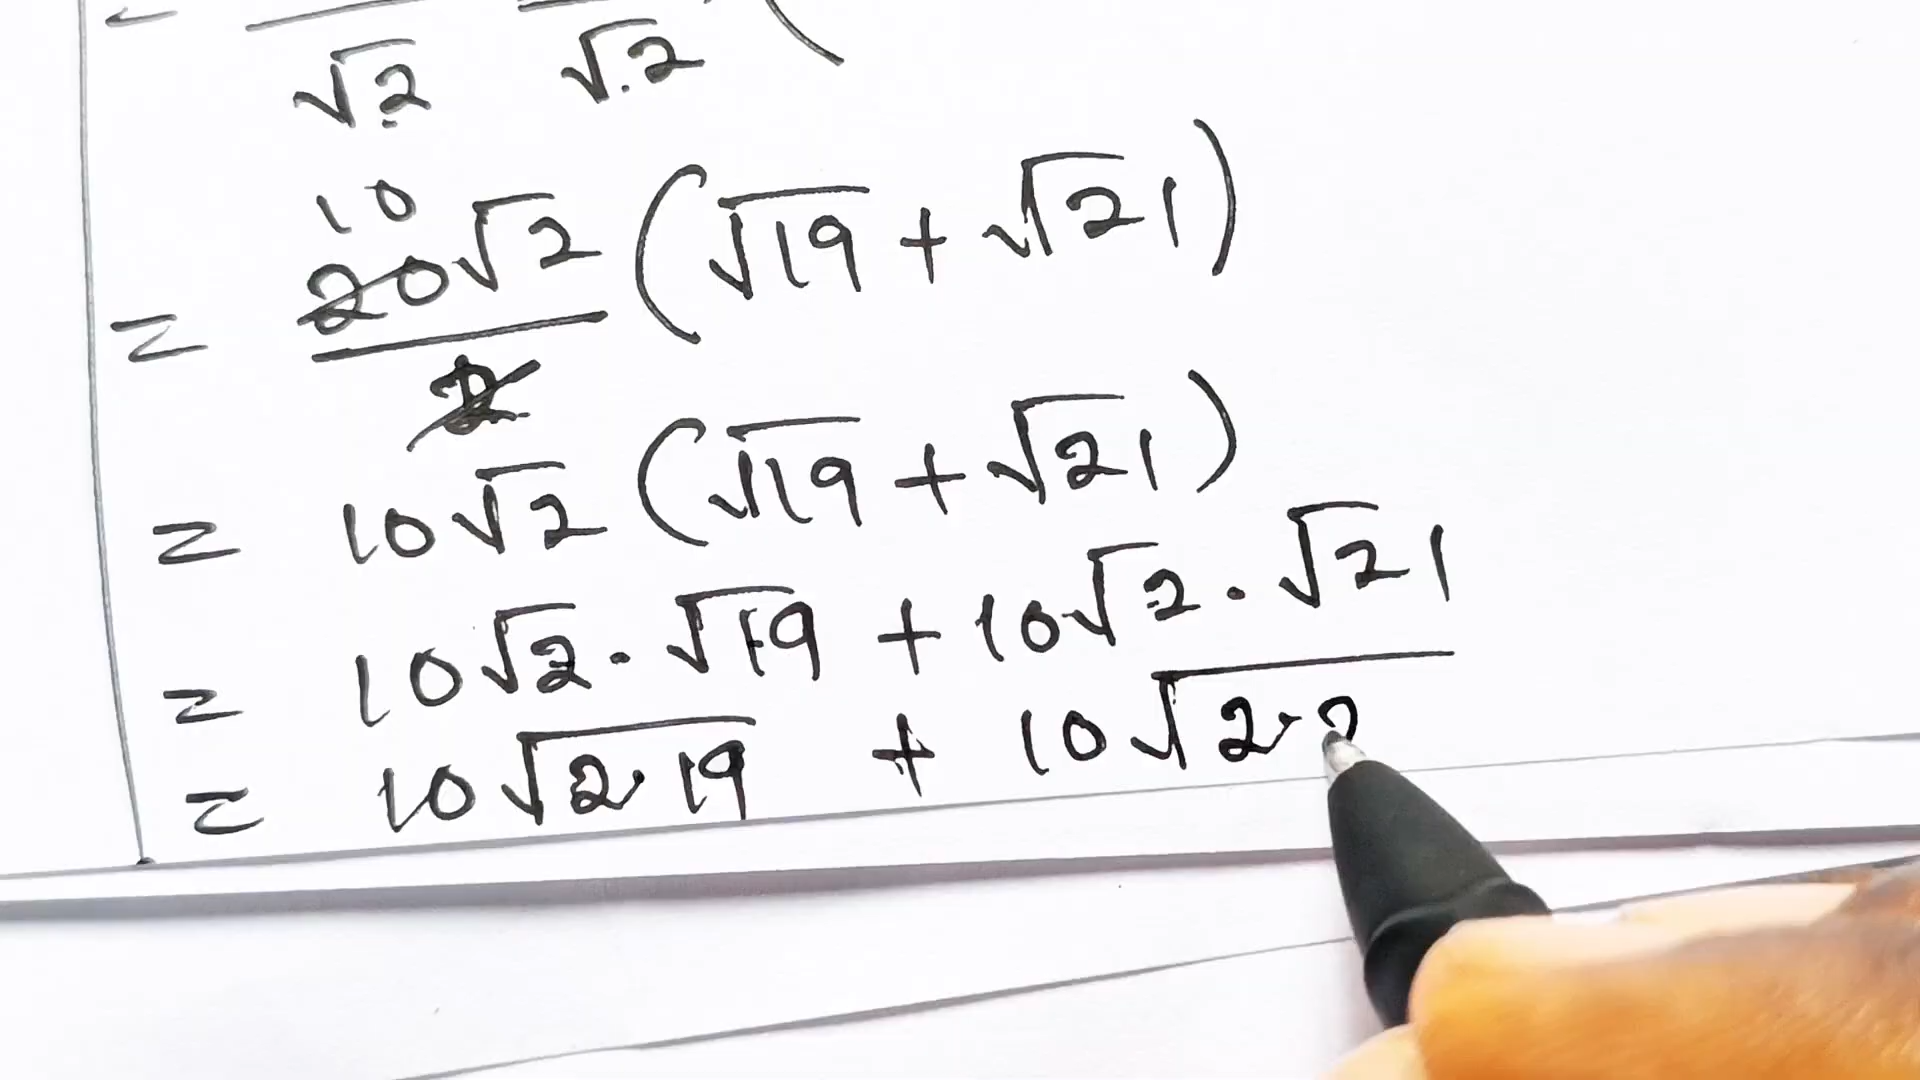 √2 √2 (
10
= 20√2/2 (√19 + √21)
= 10√2 (√19 + √21)
= 10√2 · √19 + 10√2 · √21
= 10√2·19 + 10√2·2